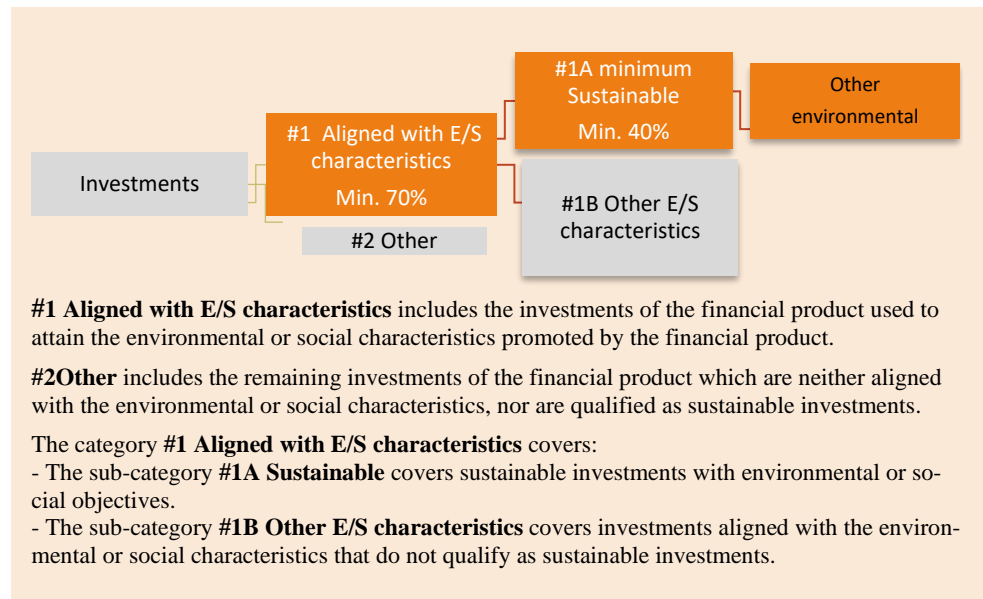 Investments
#1 Aligned with E/S
characteristics
Min. 70%
#2 Other
#1A minimum
Sustainable
Min. 40%
#1B Other E/S
characteristics
Other
environmental
#1 Aligned with E/S characteristics includes the investments of the financial product used to
attain the environmental or social characteristics promoted by the financial product.
#2Other includes the remaining investments of the financial product which are neither aligned
with the environmental or social characteristics, nor are qualified as sustainable investments.
The category #1 Aligned with E/S characteristics covers:
- The sub-category #1A Sustainable covers sustainable investments with environmental or so-
cial objectives.
- The sub-category #1B Other E/S characteristics covers investments aligned with the environ-
mental or social characteristics that do not qualify as sustainable investments.